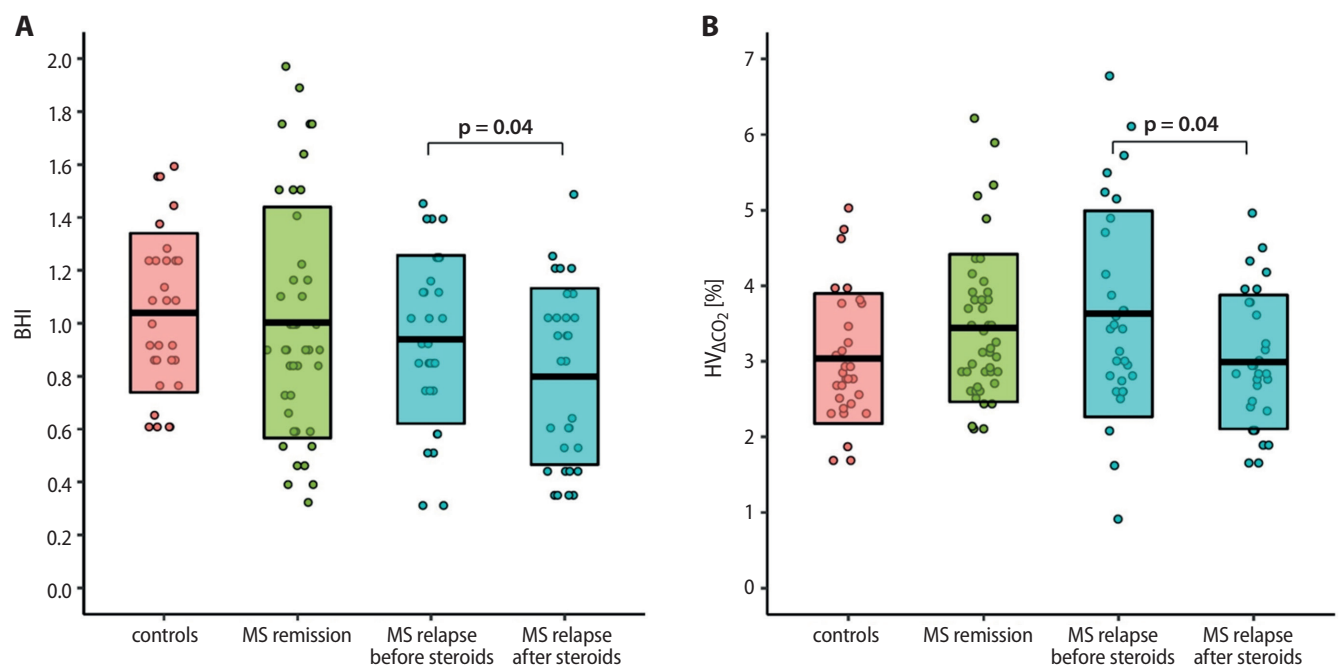 A
BHI
2.0
1.8
1.6
1.4
1.2
1.0
0.8
0.6
0.4
0.2
0.0
p = 0.04
controls
MS remission
MS relapse
before steroids
MS relapse
after steroids
B
HVΔCO₂ [%]
7
6
5
4
3
2
1
0
p = 0.04
controls
MS remission
MS relapse
before steroids
MS relapse
after steroids